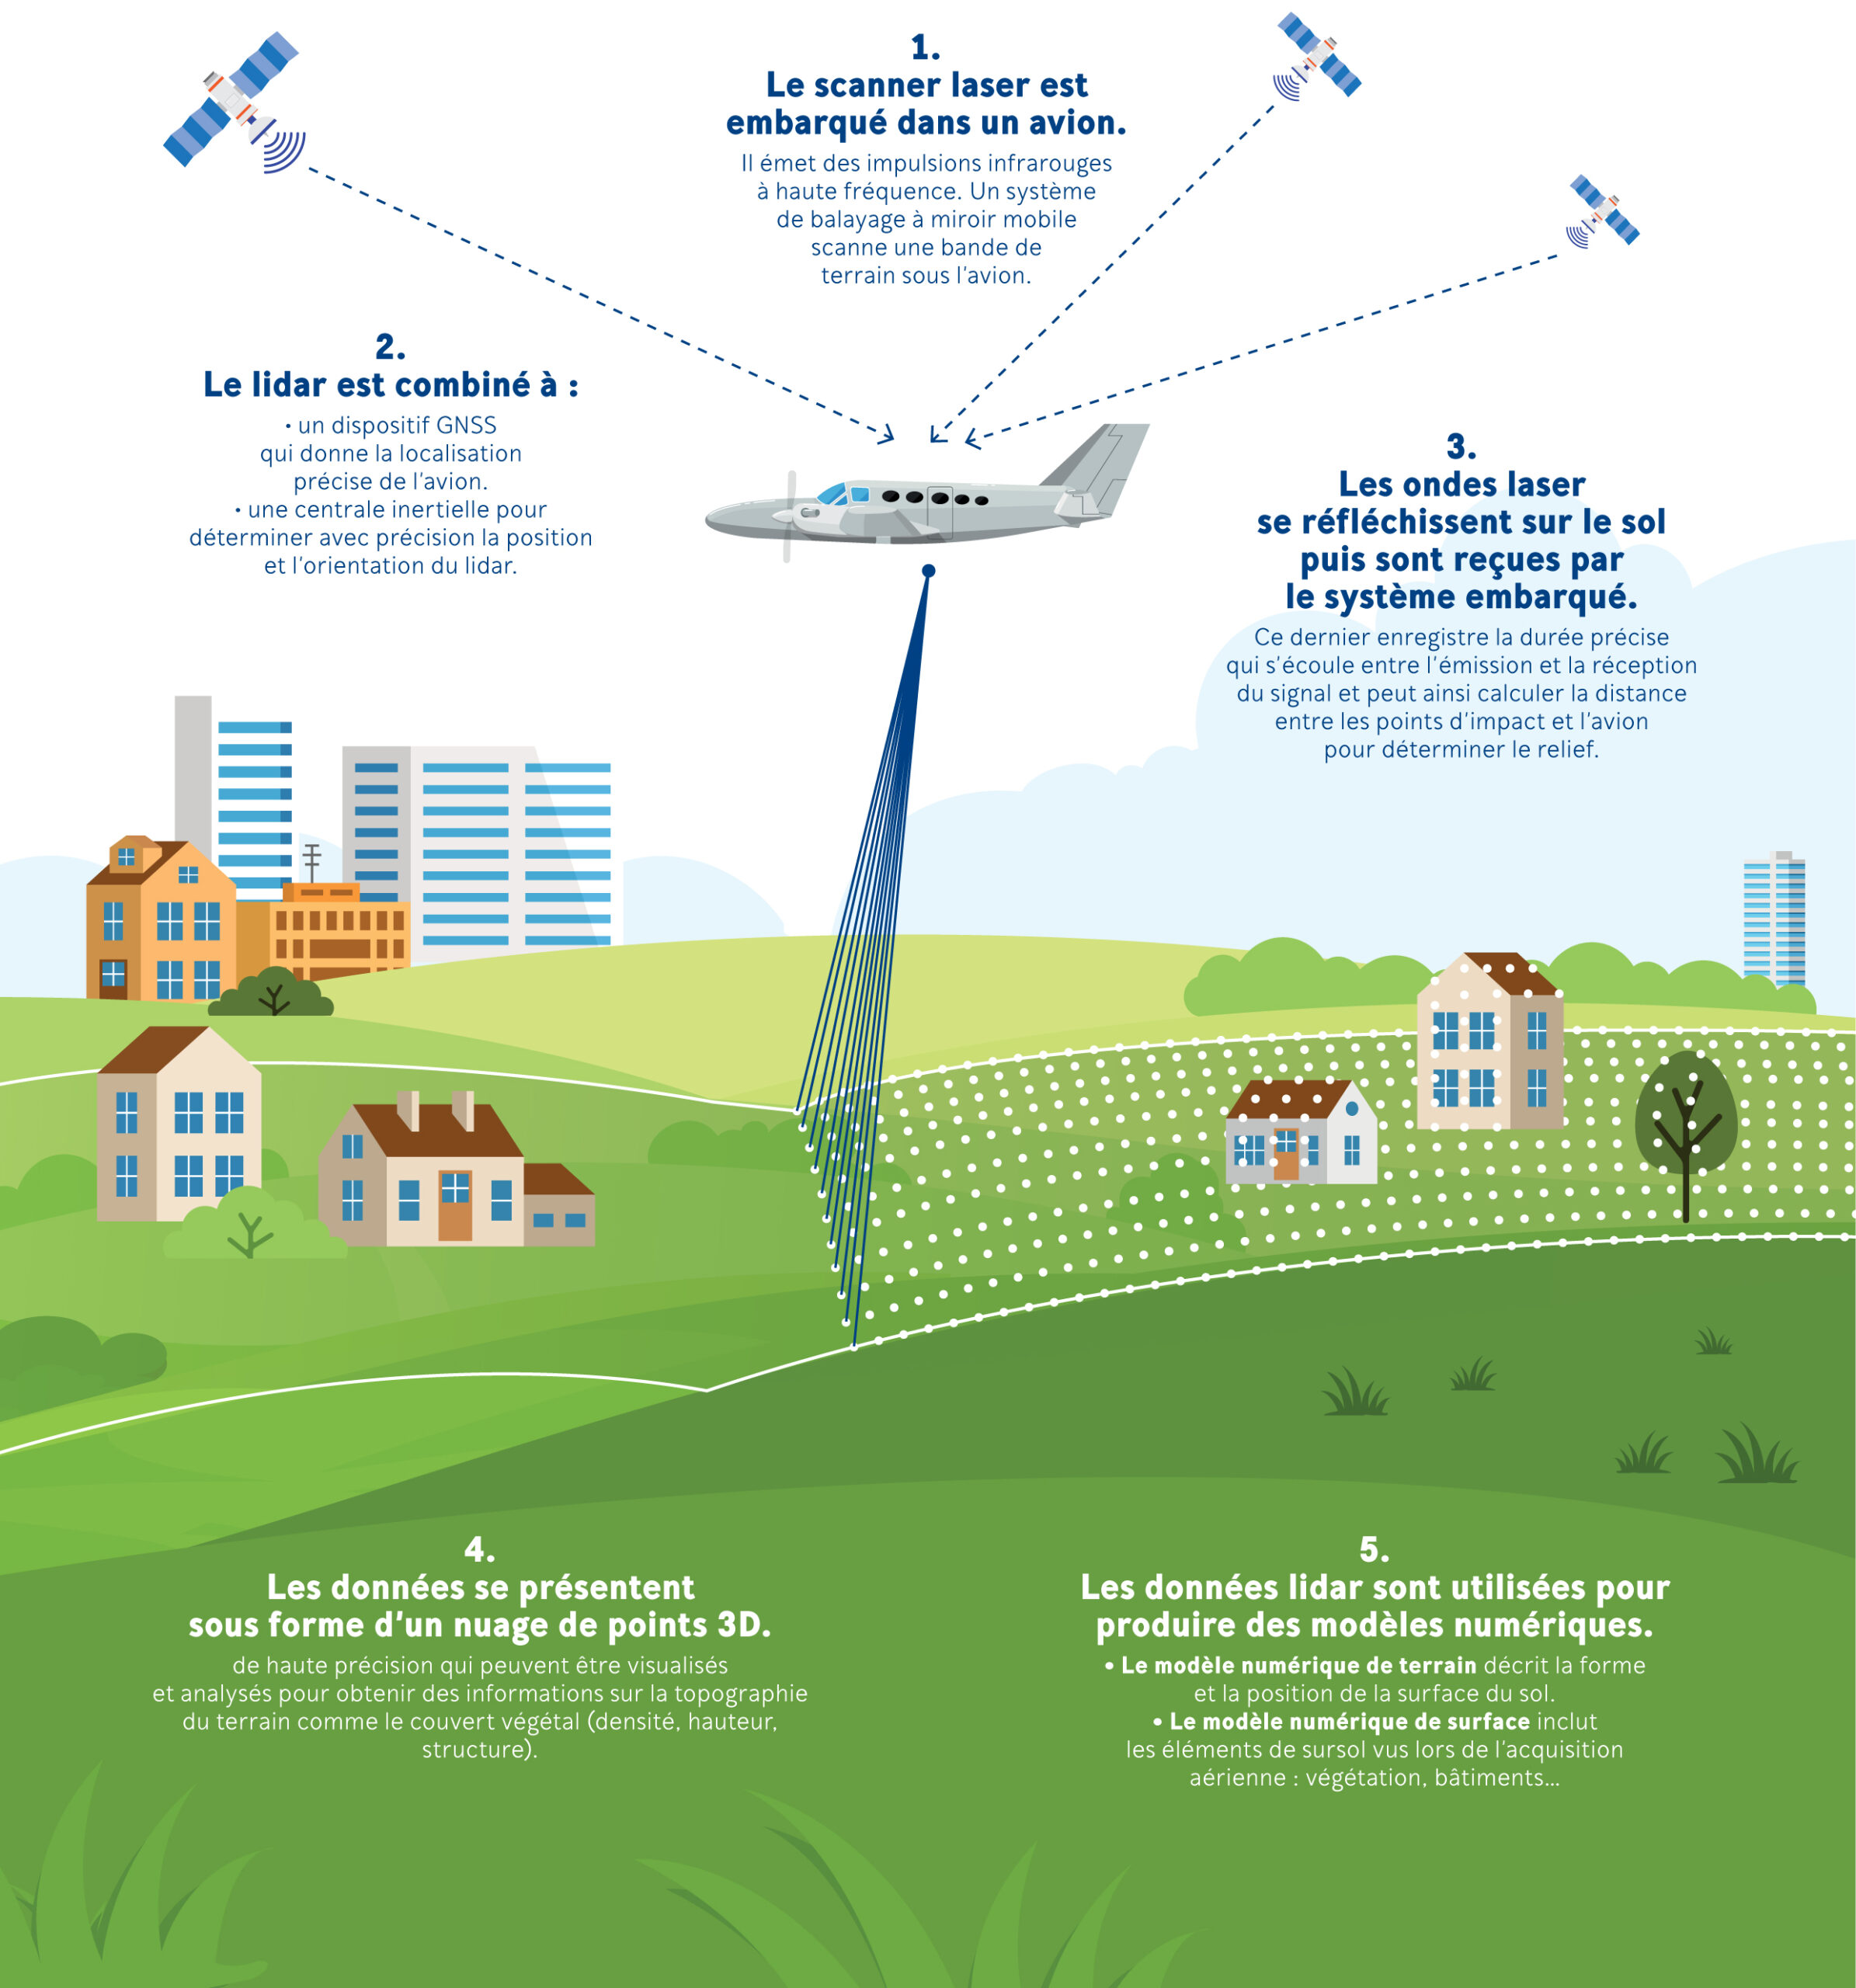 1.
Le scanner laser est
embarqué dans un avion.
Il émet des impulsions infrarouges
à haute fréquence. Un système
de balayage à miroir mobile
scanne une bande de
terrain sous l'avion.
2.
Le lidar est combiné à :
• un dispositif GNSS
qui donne la localisation
précise de l'avion.
• une centrale inertielle pour
déterminer avec précision la position
et l'orientation du lidar.
3.
Les ondes laser
se réfléchissent sur le sol
puis sont reçues par
le système embarqué.
Ce dernier enregistre la durée précise
qui s'écoule entre l'émission et la réception
du signal et peut ainsi calculer la distance
entre les points d'impact et l'avion
pour déterminer le relief.
4.
Les données se présentent
sous forme d'un nuage de points 3D.
de haute précision qui peuvent être visualisés
et analysés pour obtenir des informations sur la topographie
du terrain comme le couvert végétal (densité, hauteur,
structure).
5.
Les données lidar sont utilisées pour
produire des modèles numériques.
• Le modèle numérique de terrain décrit la forme
et la position de la surface du sol.
• Le modèle numérique de surface inclut
les éléments de sursol vus lors de l'acquisition
aérienne : végétation, bâtiments...